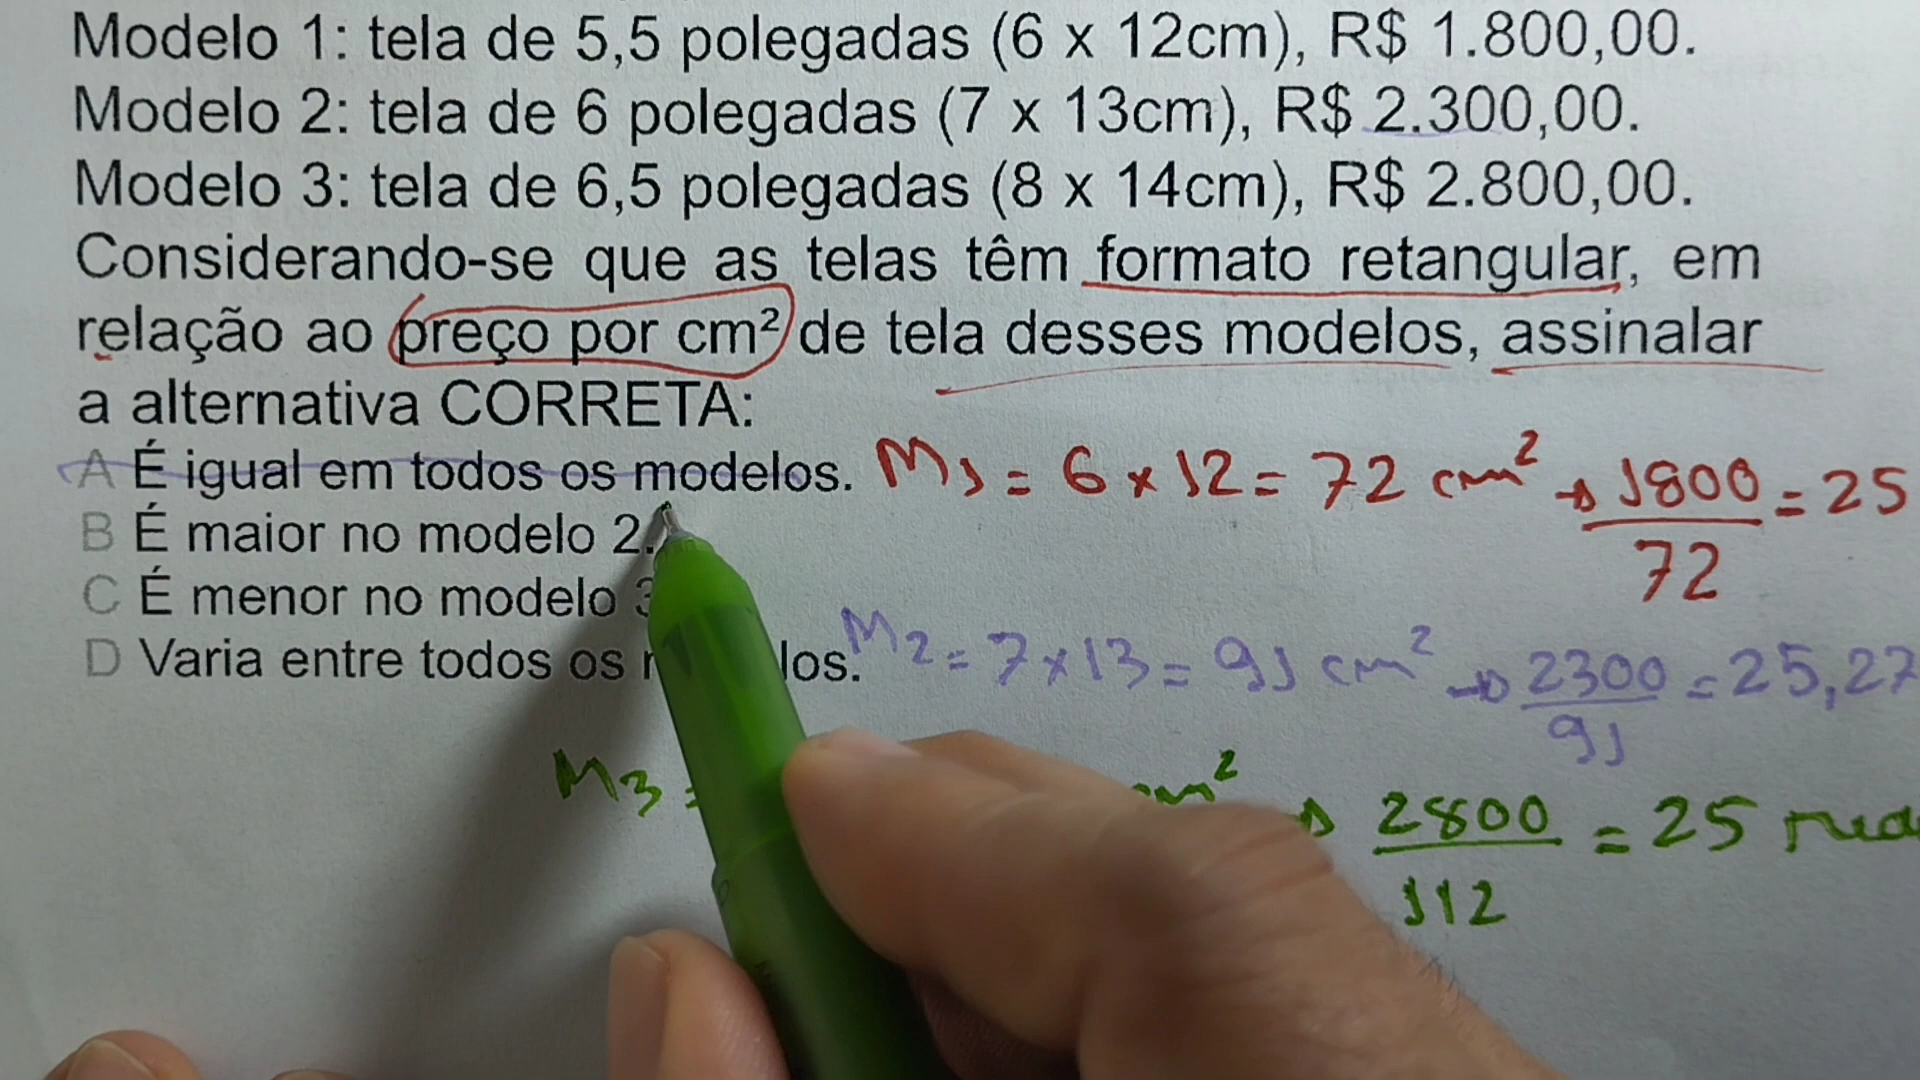 Modelo 1: tela de 5,5 polegadas (6 x 12cm), R$ 1.800,00.
Modelo 2: tela de 6 polegadas (7 x 13cm), R$ 2.300,00.
Modelo 3: tela de 6,5 polegadas (8 x 14cm), R$ 2.800,00.
Considerando-se que as telas têm formato retangular, em
relação ao preço por cm² de tela desses modelos, assinalar
a alternativa CORRETA:
A É igual em todos os modelos.
M1 = 6 x 12 = 72 cm² → 1800/72 = 25
B É maior no modelo 2.
C É menor no modelo
D Varia entre todos os
M2 = 7 x 13 = 91 cm² → 2300/91 = 25,27
M3 = cm² → 2800/112 = 25